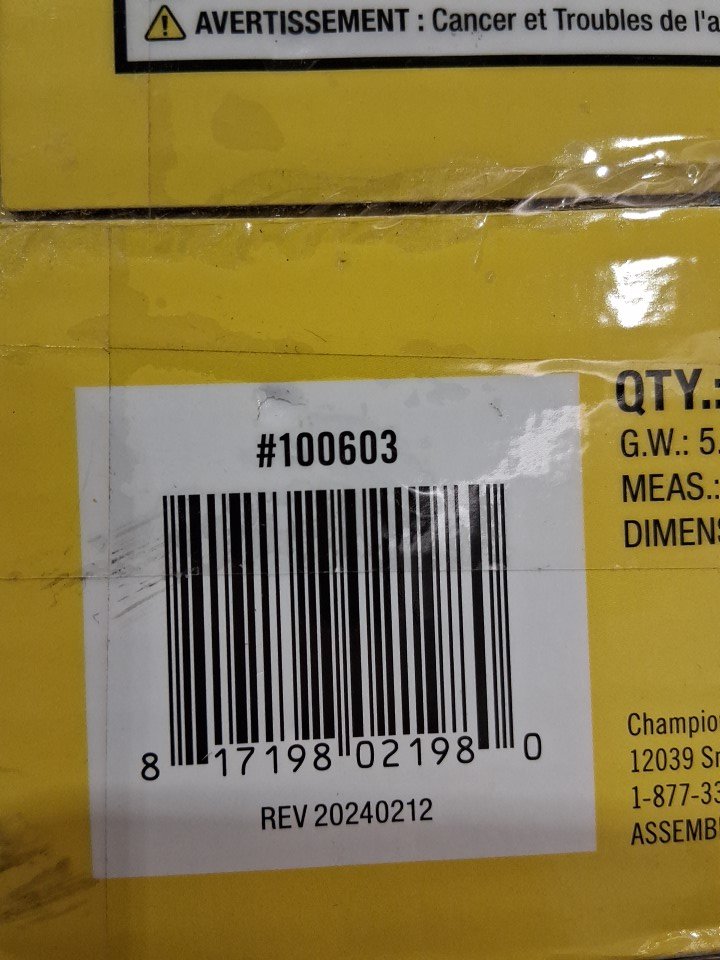 AVERTISSEMENT : Cancer et Troubles de l'a
#100603
QTY.:
G.W.: 5.
MEAS.:
DIMENS
8 17198 02198 0
REV 20240212
Champio
12039 Sm
1-877-33
ASSEMB